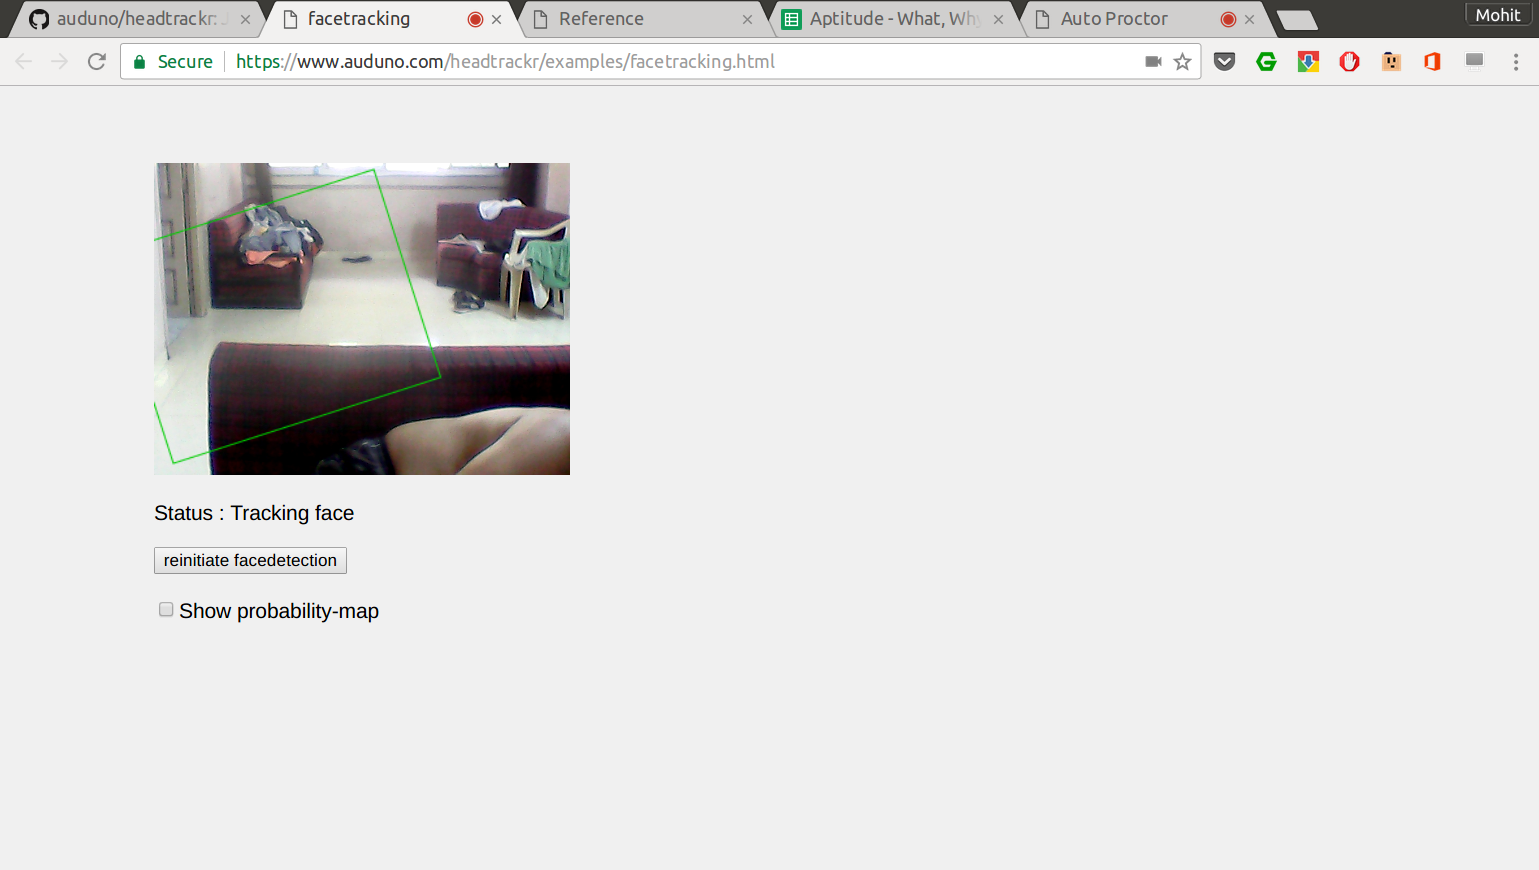 auduno/headtrackr: J
facetracking
Reference
Aptitude - What, Why
Auto Proctor
Mohit
Secure
https://www.auduno.com/headtrackr/examples/facetracking.html
Status : Tracking face
reinitiate facedetection
Show probability-map